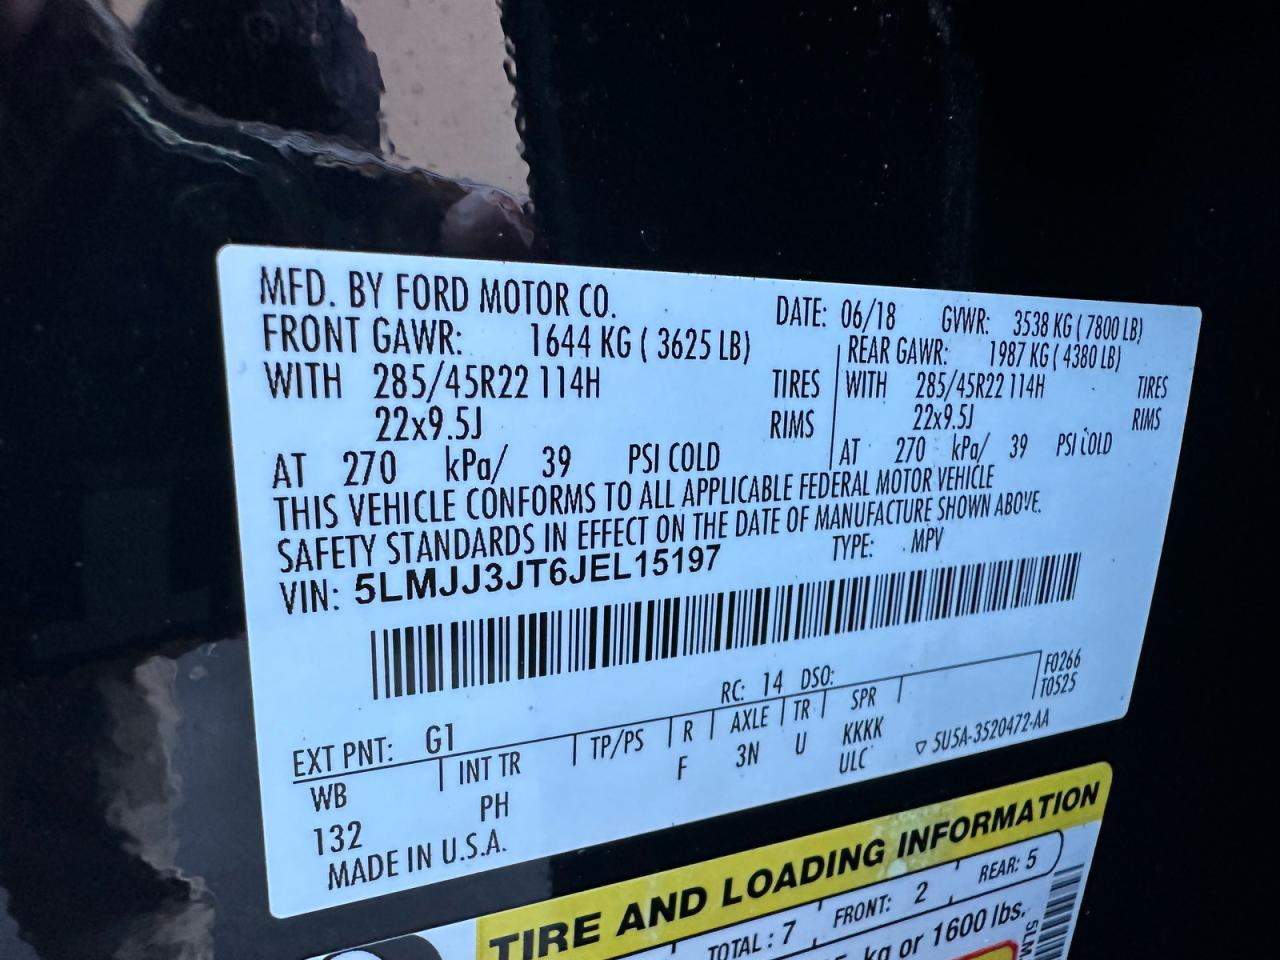 MFD. BY FORD MOTOR CO.
DATE: 06/18 GVWR: 3538 KG ( 7800 LB)
FRONT GAWR: 1644 KG ( 3625 LB)
REAR GAWR: 1987 KG ( 4380 LB)
WITH 285/45R22 114H TIRES
WITH 285/45R22 114H TIRES
22x9.5J RIMS
22x9.5J RIMS
AT 270 kPa/ 39 PSI COLD
AT 270 kPa/ 39 PSI COLD
THIS VEHICLE CONFORMS TO ALL APPLICABLE FEDERAL MOTOR VEHICLE
SAFETY STANDARDS IN EFFECT ON THE DATE OF MANUFACTURE SHOWN ABOVE.
VIN: 5LMJJ3JT6JEL15197
TYPE: MPV
RC: 14 DSO:
F0266
T0525
EXT PNT: G1
WB INT TR TP/PS R AXLE TR SPR
132 PH F 3N U KKKK
ULC
5U5A-3520472-AA
MADE IN U.S.A.
TIRE AND LOADING INFORMATION
TOTAL: 7 FRONT: 2 REAR: 5
kg or 1600 lbs.
5LM